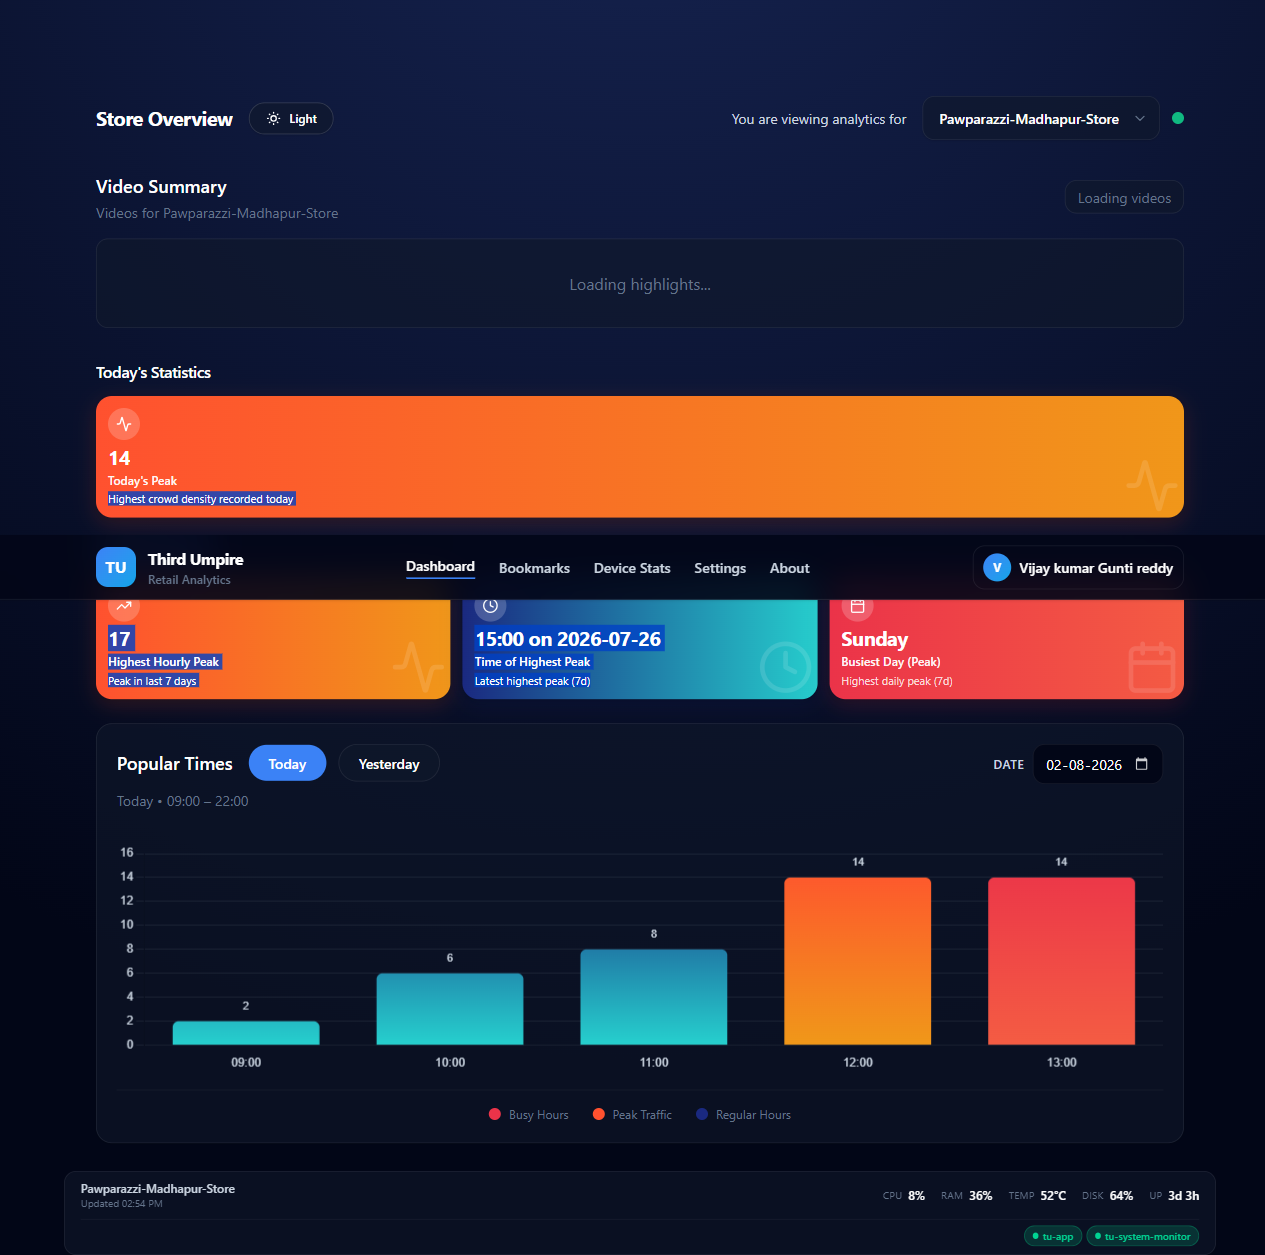 Store Overview
Light
You are viewing analytics for
Pawparazzi-Madhapur-Store
Video Summary
Videos for Pawparazzi-Madhapur-Store
Loading videos
Loading highlights...
Today's Statistics
14
Today's Peak
Highest crowd density recorded today
TU
Third Umpire
Retail Analytics
Dashboard
Bookmarks
Device Stats
Settings
About
V
Vijay kumar Gunti reddy
17
Highest Hourly Peak
Peak in last 7 days
15:00 on 2026-07-26
Time of Highest Peak
Latest highest peak (7d)
Sunday
Busiest Day (Peak)
Highest daily peak (7d)
Popular Times
Today
Yesterday
DATE
02-08-2026
Today • 09:00 – 22:00
16
14
12
10
8
6
4
2
0
2
6
8
14
14
09:00
10:00
11:00
12:00
13:00
Busy Hours
Peak Traffic
Regular Hours
Pawparazzi-Madhapur-Store
Updated 02:54 PM
CPU 8%
RAM 36%
TEMP 52°C
DISK 64%
UP 3d 3h
tu-app
tu-system-monitor